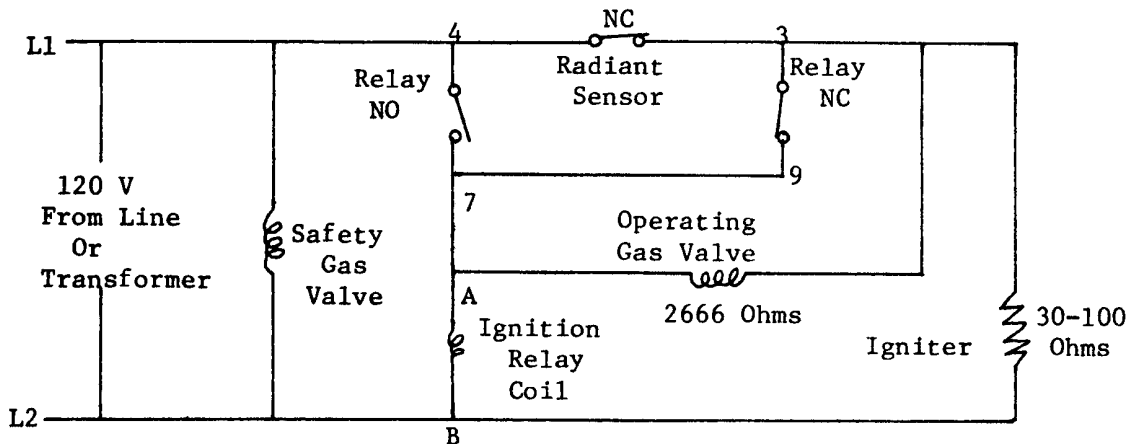 NC
L1
4
3
Radiant
Sensor
Relay
NO
Relay
NC
120 V
From Line
Or
Transformer
7
9
Safety
Gas
Valve
Operating
Gas Valve
2666 Ohms
A
Ignition
Relay
Coil
Igniter
30-100
Ohms
L2
B